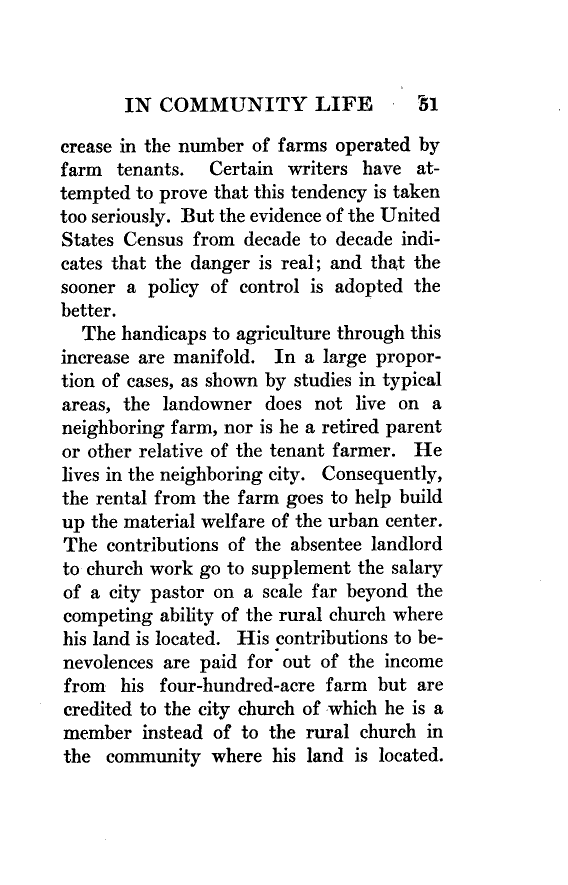 IN COMMUNITY LIFE 51
crease in the number of farms operated by
farm tenants. Certain writers have at-
tempted to prove that this tendency is taken
too seriously. But the evidence of the United
States Census from decade to decade indi-
cates that the danger is real; and that the
sooner a policy of control is adopted the
better.
The handicaps to agriculture through this
increase are manifold. In a large propor-
tion of cases, as shown by studies in typical
areas, the landowner does not live on a
neighboring farm, nor is he a retired parent
or other relative of the tenant farmer. He
lives in the neighboring city. Consequently,
the rental from the farm goes to help build
up the material welfare of the urban center.
The contributions of the absentee landlord
to church work go to supplement the salary
of a city pastor on a scale far beyond the
competing ability of the rural church where
his land is located. His contributions to be-
nevolences are paid for out of the income
from his four-hundred-acre farm but are
credited to the city church of which he is a
member instead of to the rural church in
the community where his land is located.